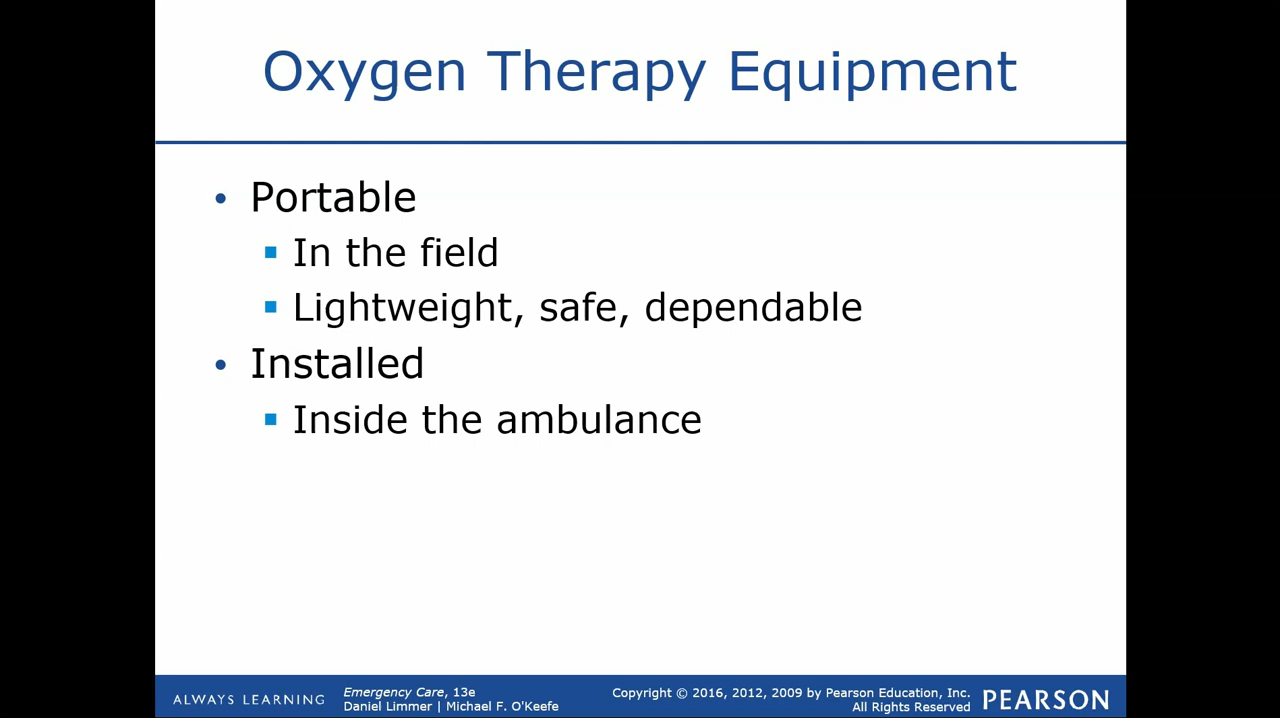 Oxygen Therapy Equipment
• Portable
▪ In the field
▪ Lightweight, safe, dependable
• Installed
▪ Inside the ambulance
ALWAYS LEARNING
Emergency Care, 13e
Daniel Limmer | Michael F. O'Keefe
Copyright © 2016, 2012, 2009 by Pearson Education, Inc.
All Rights Reserved
PEARSON